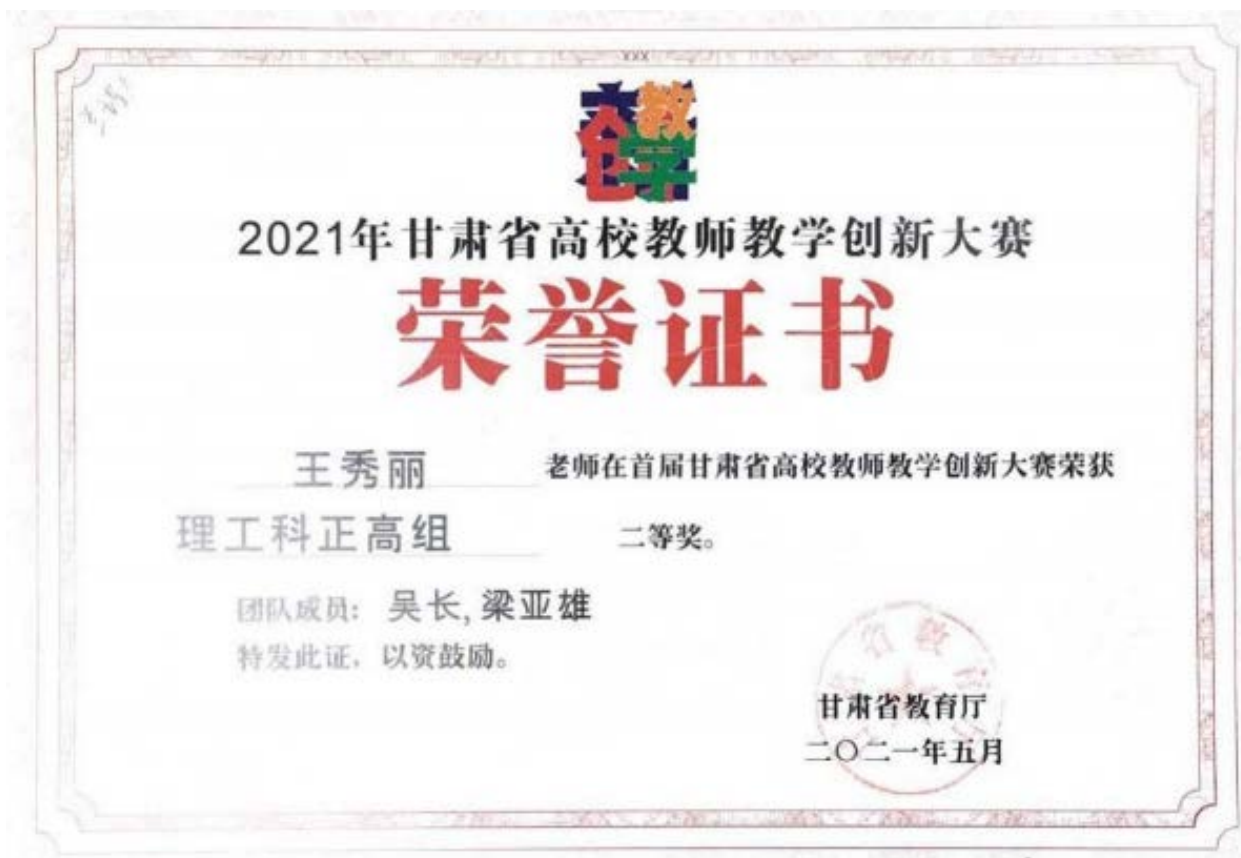 教学
创
2021年甘肃省高校教师教学创新大赛
荣誉证书
王秀丽 老师在首届甘肃省高校教师教学创新大赛荣获
理工科正高组 二等奖。
团队成员：吴长,梁亚雄
特发此证，以资鼓励。
甘肃省教育厅
二〇二一年五月